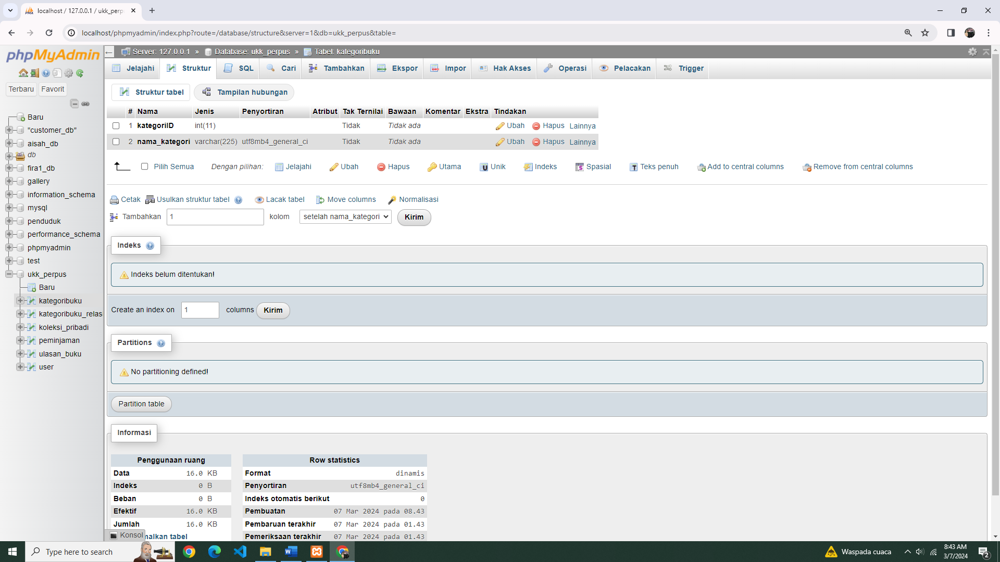 localhost / 127.0.0.1 / ukk_perp
localhost/phpmyadmin/index.php?route=/database/structure&server=1&db=ukk_perpus&table=
phpMyAdmin
Terbaru Favorit
Baru
"customer_db"
aisah_db
db
fira1_db
gallery
information_schema
mysql
penduduk
performance_schema
phpmyadmin
test
ukk_perpus
Baru
kategoribuku
kategoribuku_relas
koleksi_pribadi
peminjaman
ulasan_buku
user
Server: 127.0.0.1 » Database: ukk_perpus » Tabel: kategoribuku
Jelajahi Struktur SQL Cari Tambahkan Ekspor Impor Hak Akses Operasi Pelacakan Trigger
Struktur tabel Tampilan hubungan
# Nama Jenis Penyortiran Atribut Tak Ternilai Bawaan Komentar Ekstra Tindakan
1 kategoriID int(11) Tidak Tidak ada Ubah Hapus Lainnya
2 nama_kategori varchar(225) utf8mb4_general_ci Tidak Tidak ada Ubah Hapus Lainnya
Pilih Semua Dengan pilihan: Jelajahi Ubah Hapus Utama Unik Indeks Spasial Teks penuh Add to central columns Remove from central columns
Cetak Usulkan struktur tabel Lacak tabel Move columns Normalisasi
Tambahkan 1 kolom setelah nama_kategori Kirim
Indeks
Indeks belum ditentukan!
Create an index on 1 columns Kirim
Partitions
No partitioning defined!
Partition table
Informasi
Penggunaan ruang
Data 16.0 KB
Indeks 0 B
Beban 0 B
Efektif 16.0 KB
Jumlah 16.0 KB
malkan tabel
Row statistics
Format dinamis
Penyortiran utf8mb4_general_ci
Indeks otomatis berikut 0
Pembuatan 07 Mar 2024 pada 08.43
Pembaruan terakhir 07 Mar 2024 pada 01.43
Pemeriksaan terakhir 07 Mar 2024 pada 01.43
Konsol
Type here to search
Waspada cuaca
8:43 AM
3/7/2024
2